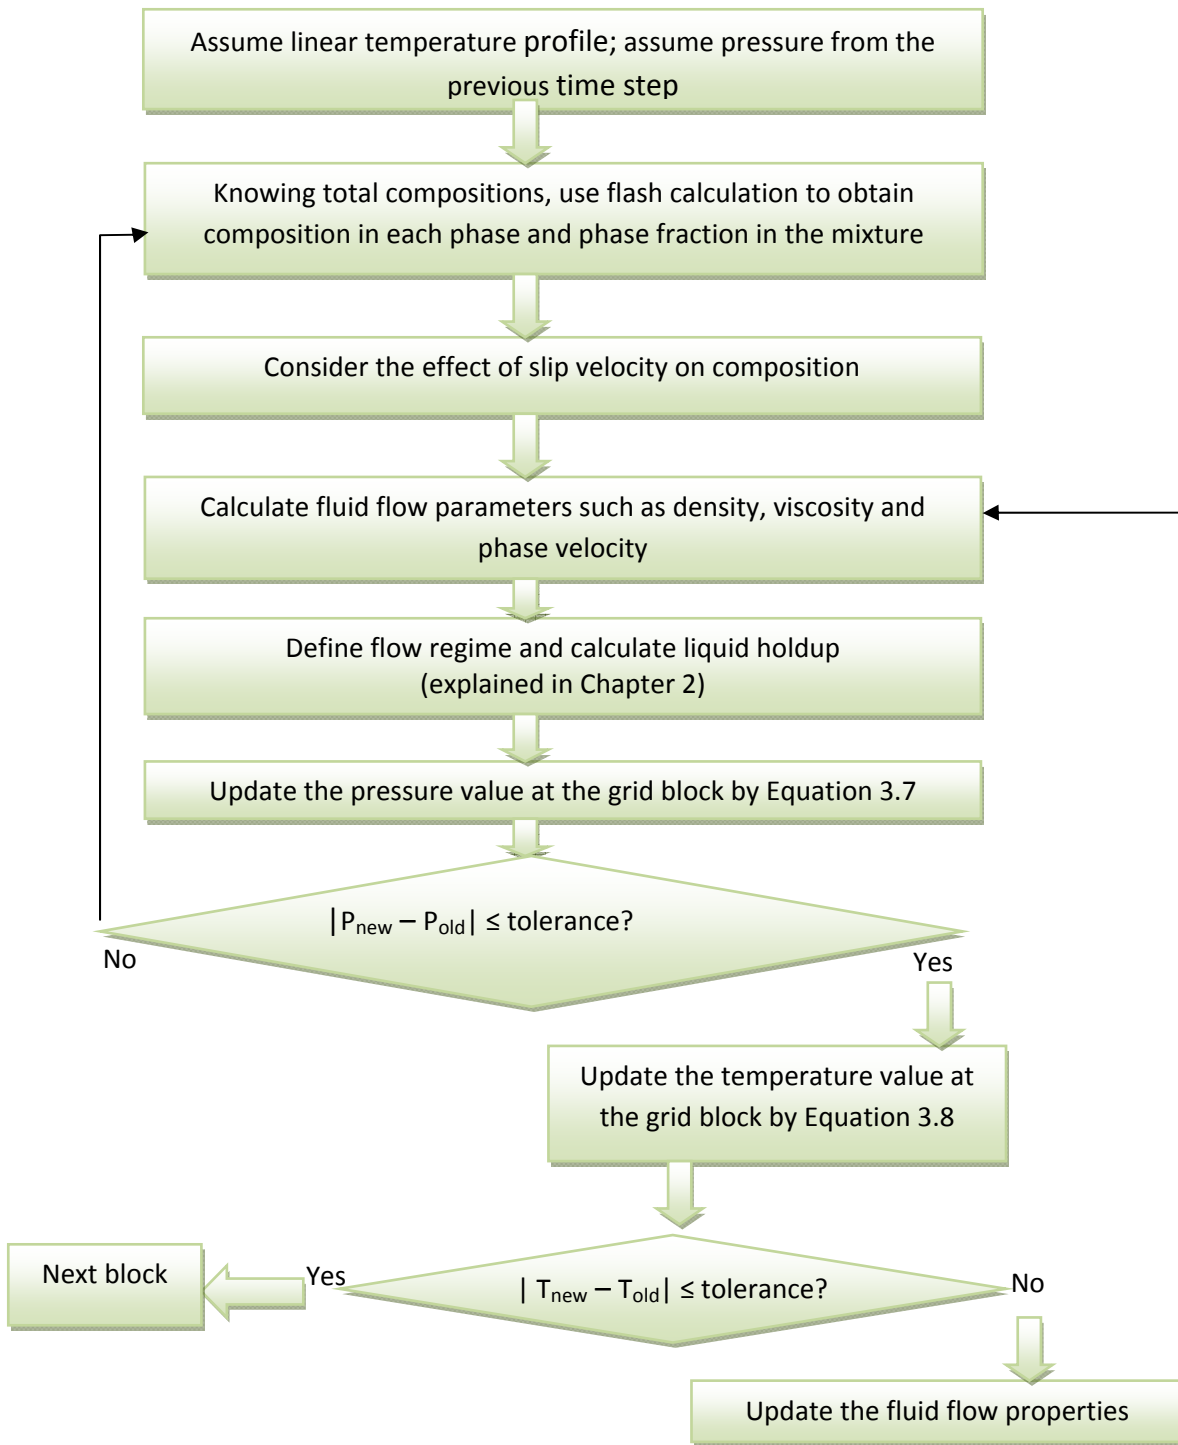 Assume linear temperature profile; assume pressure from the
previous time step
Knowing total compositions, use flash calculation to obtain
composition in each phase and phase fraction in the mixture
Consider the effect of slip velocity on composition
Calculate fluid flow parameters such as density, viscosity and
phase velocity
Define flow regime and calculate liquid holdup
(explained in Chapter 2)
Update the pressure value at the grid block by Equation 3.7
|Pnew – Pold| ≤ tolerance?
No
Yes
Update the temperature value at
the grid block by Equation 3.8
| Tnew – Told| ≤ tolerance?
Yes
No
Next block
Update the fluid flow properties